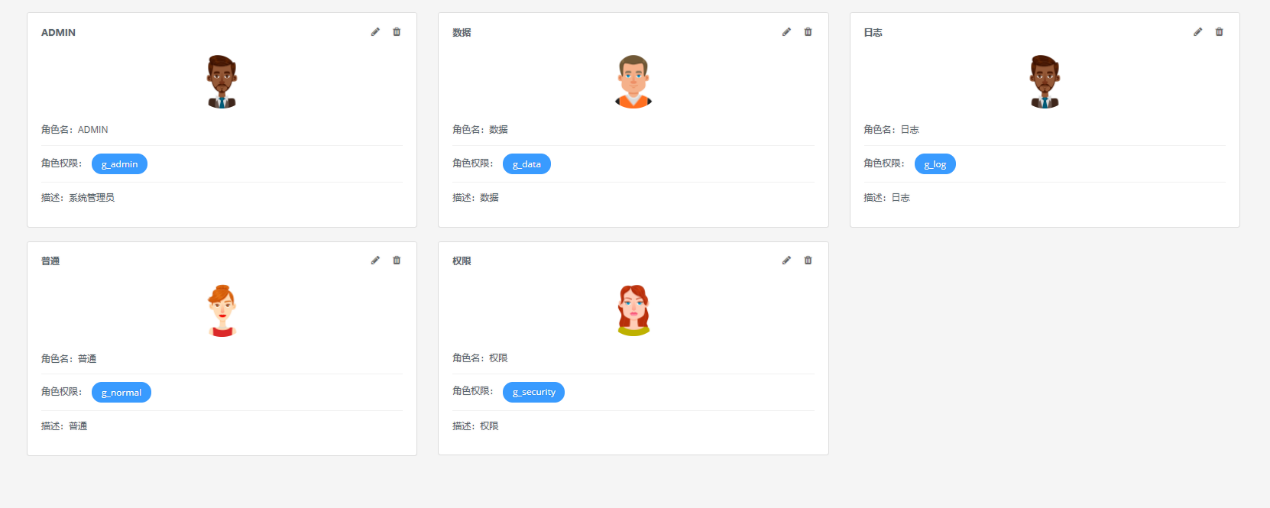 ADMIN
角色名：ADMIN
角色权限： g_admin
描述：系统管理员
数据
角色名：数据
角色权限： g_data
描述：数据
日志
角色名：日志
角色权限： g_log
描述：日志
普通
角色名：普通
角色权限： g_normal
描述：普通
权限
角色名：权限
角色权限： g_security
描述：权限